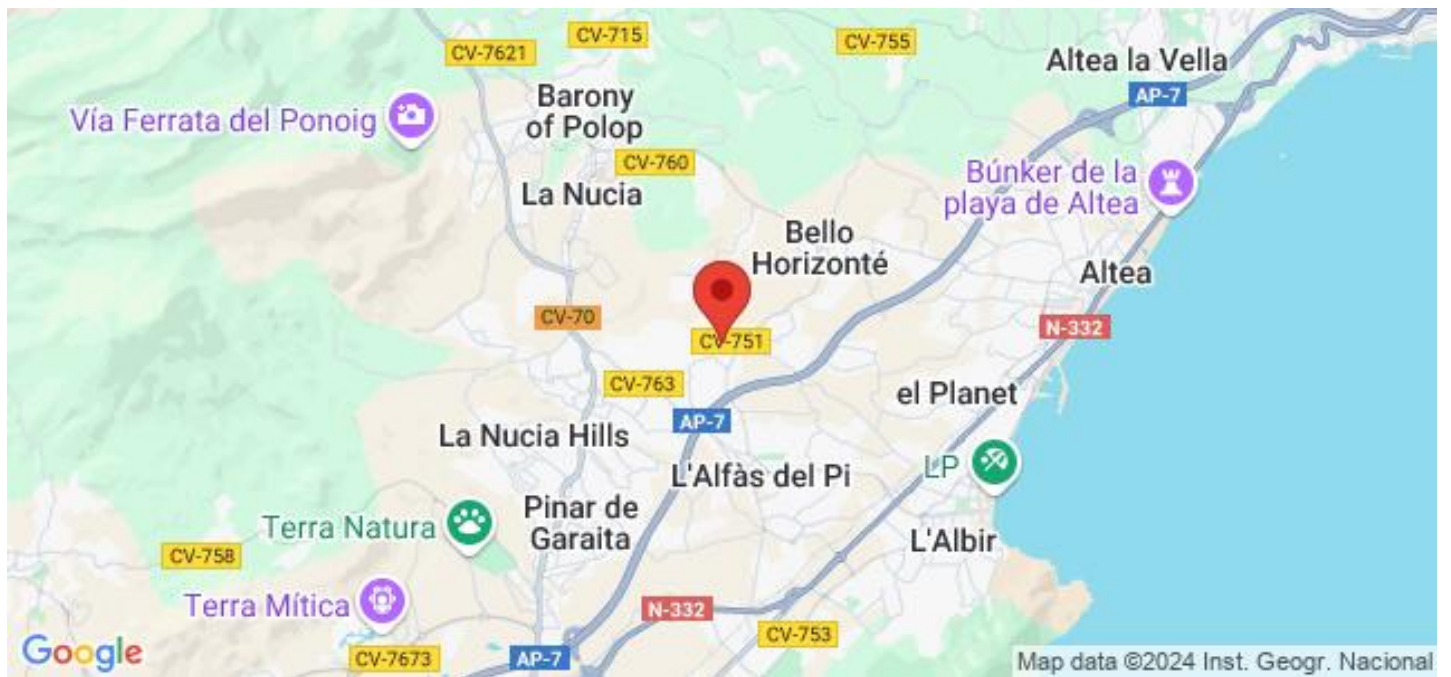 CV-715
CV-755
CV-7621
Altea la Vella
AP-7
Barony
of Polop
Vía Ferrata del Ponoig
CV-760
Búnker de la
playa de Altea
La Nucia
Bello
Horizonté
Altea
CV-70
N-332
CV-751
CV-763
el Planet
AP-7
La Nucia Hills
LP
L'Alfàs del Pi
Pinar de
Garaita
Terra Natura
L'Albir
CV-758
Terra Mítica
N-332
CV-753
Google
CV-7673
AP-7
Map data ©2024 Inst. Geogr. Nacional